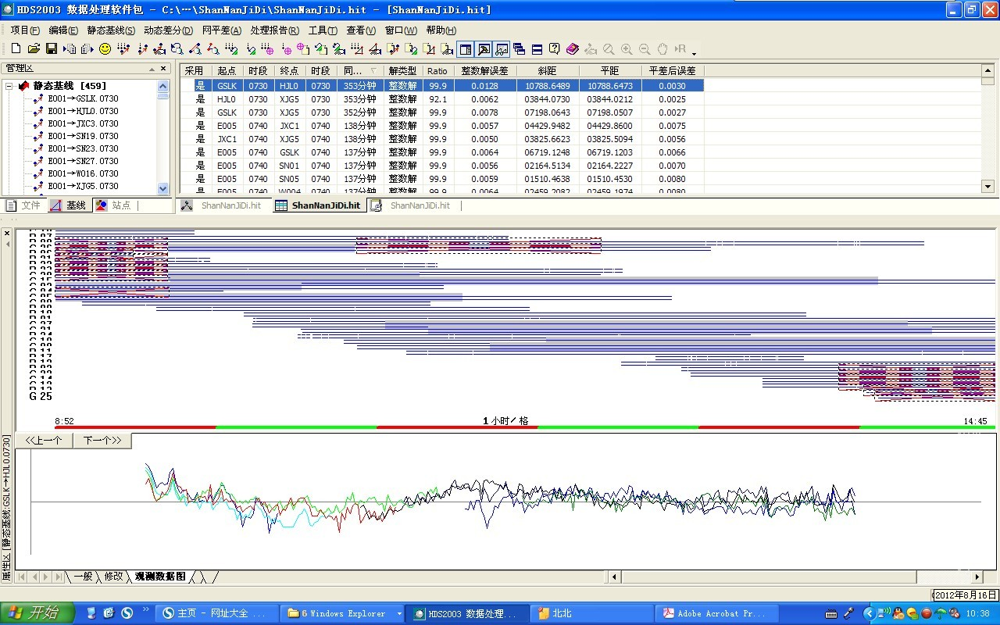 HDS2003 数据处理软件包 - C:\…\ShanNanJiDi\ShanNanJiDi.hit - [ShanNanJiDi.hit]
项目(F) 编辑(E) 静态基线(S) 动态差分(D) 网平差(A) 处理报告(R) 工具(T) 查看(V) 窗口(W) 帮助(H)
管理区
静态基线 [459]
E001→GSLK.0730
E001→HJL0.0730
E001→JXC3.0730
E001→SN19.0730
E001→SN23.0730
E001→SN27.0730
E001→W016.0730
E001→XJG5.0730
文件 基线 站点
采用 起点 时段 终点 时段 同... 解类型 Ratio 整数解误差 斜距 平距 平差后误差
是 GSLK 0730 HJL0 0730 353分钟 整数解 99.9 0.0128 10788.6489 10788.6473 0.0030
是 HJL0 0730 XJG5 0730 353分钟 整数解 92.1 0.0062 03844.0730 03844.0212 0.0025
是 GSLK 0730 XJG5 0730 352分钟 整数解 99.9 0.0078 07198.0643 07198.0507 0.0027
是 E005 0740 JXC1 0740 138分钟 整数解 99.9 0.0057 04429.9482 04429.8600 0.0075
是 JXC1 0740 XJG5 0740 138分钟 整数解 99.9 0.0050 03825.6623 03825.5094 0.0056
是 E005 0740 GSLK 0740 137分钟 整数解 99.9 0.0064 06719.1248 06719.1203 0.0066
是 E005 0740 SN01 0740 137分钟 整数解 99.9 0.0056 02164.5134 02164.2227 0.0070
是 E005 0740 SN05 0740 137分钟 整数解 99.9 0.0059 01510.4638 01510.4530 0.0080
是 E005 0740 W004 0740 137分钟 整数解 99.9 0.0064 02459.2082 02459.1974 0.0080
ShanNanJiDi.hit ShanNanJiDi.hit ShanNanJiDi.hit
G 25
8:52 1 小时/格 14:45
<<上一个 下一个>>
属性区 [静态基线:GSLK→HJL0.0730]
一般 修改 观测数据图
2012年8月16日
开始 主页 - 网址大全 ... 6 Windows Explorer HDS2003 数据处理... 北北 Adobe Acrobat Pr... 10:38